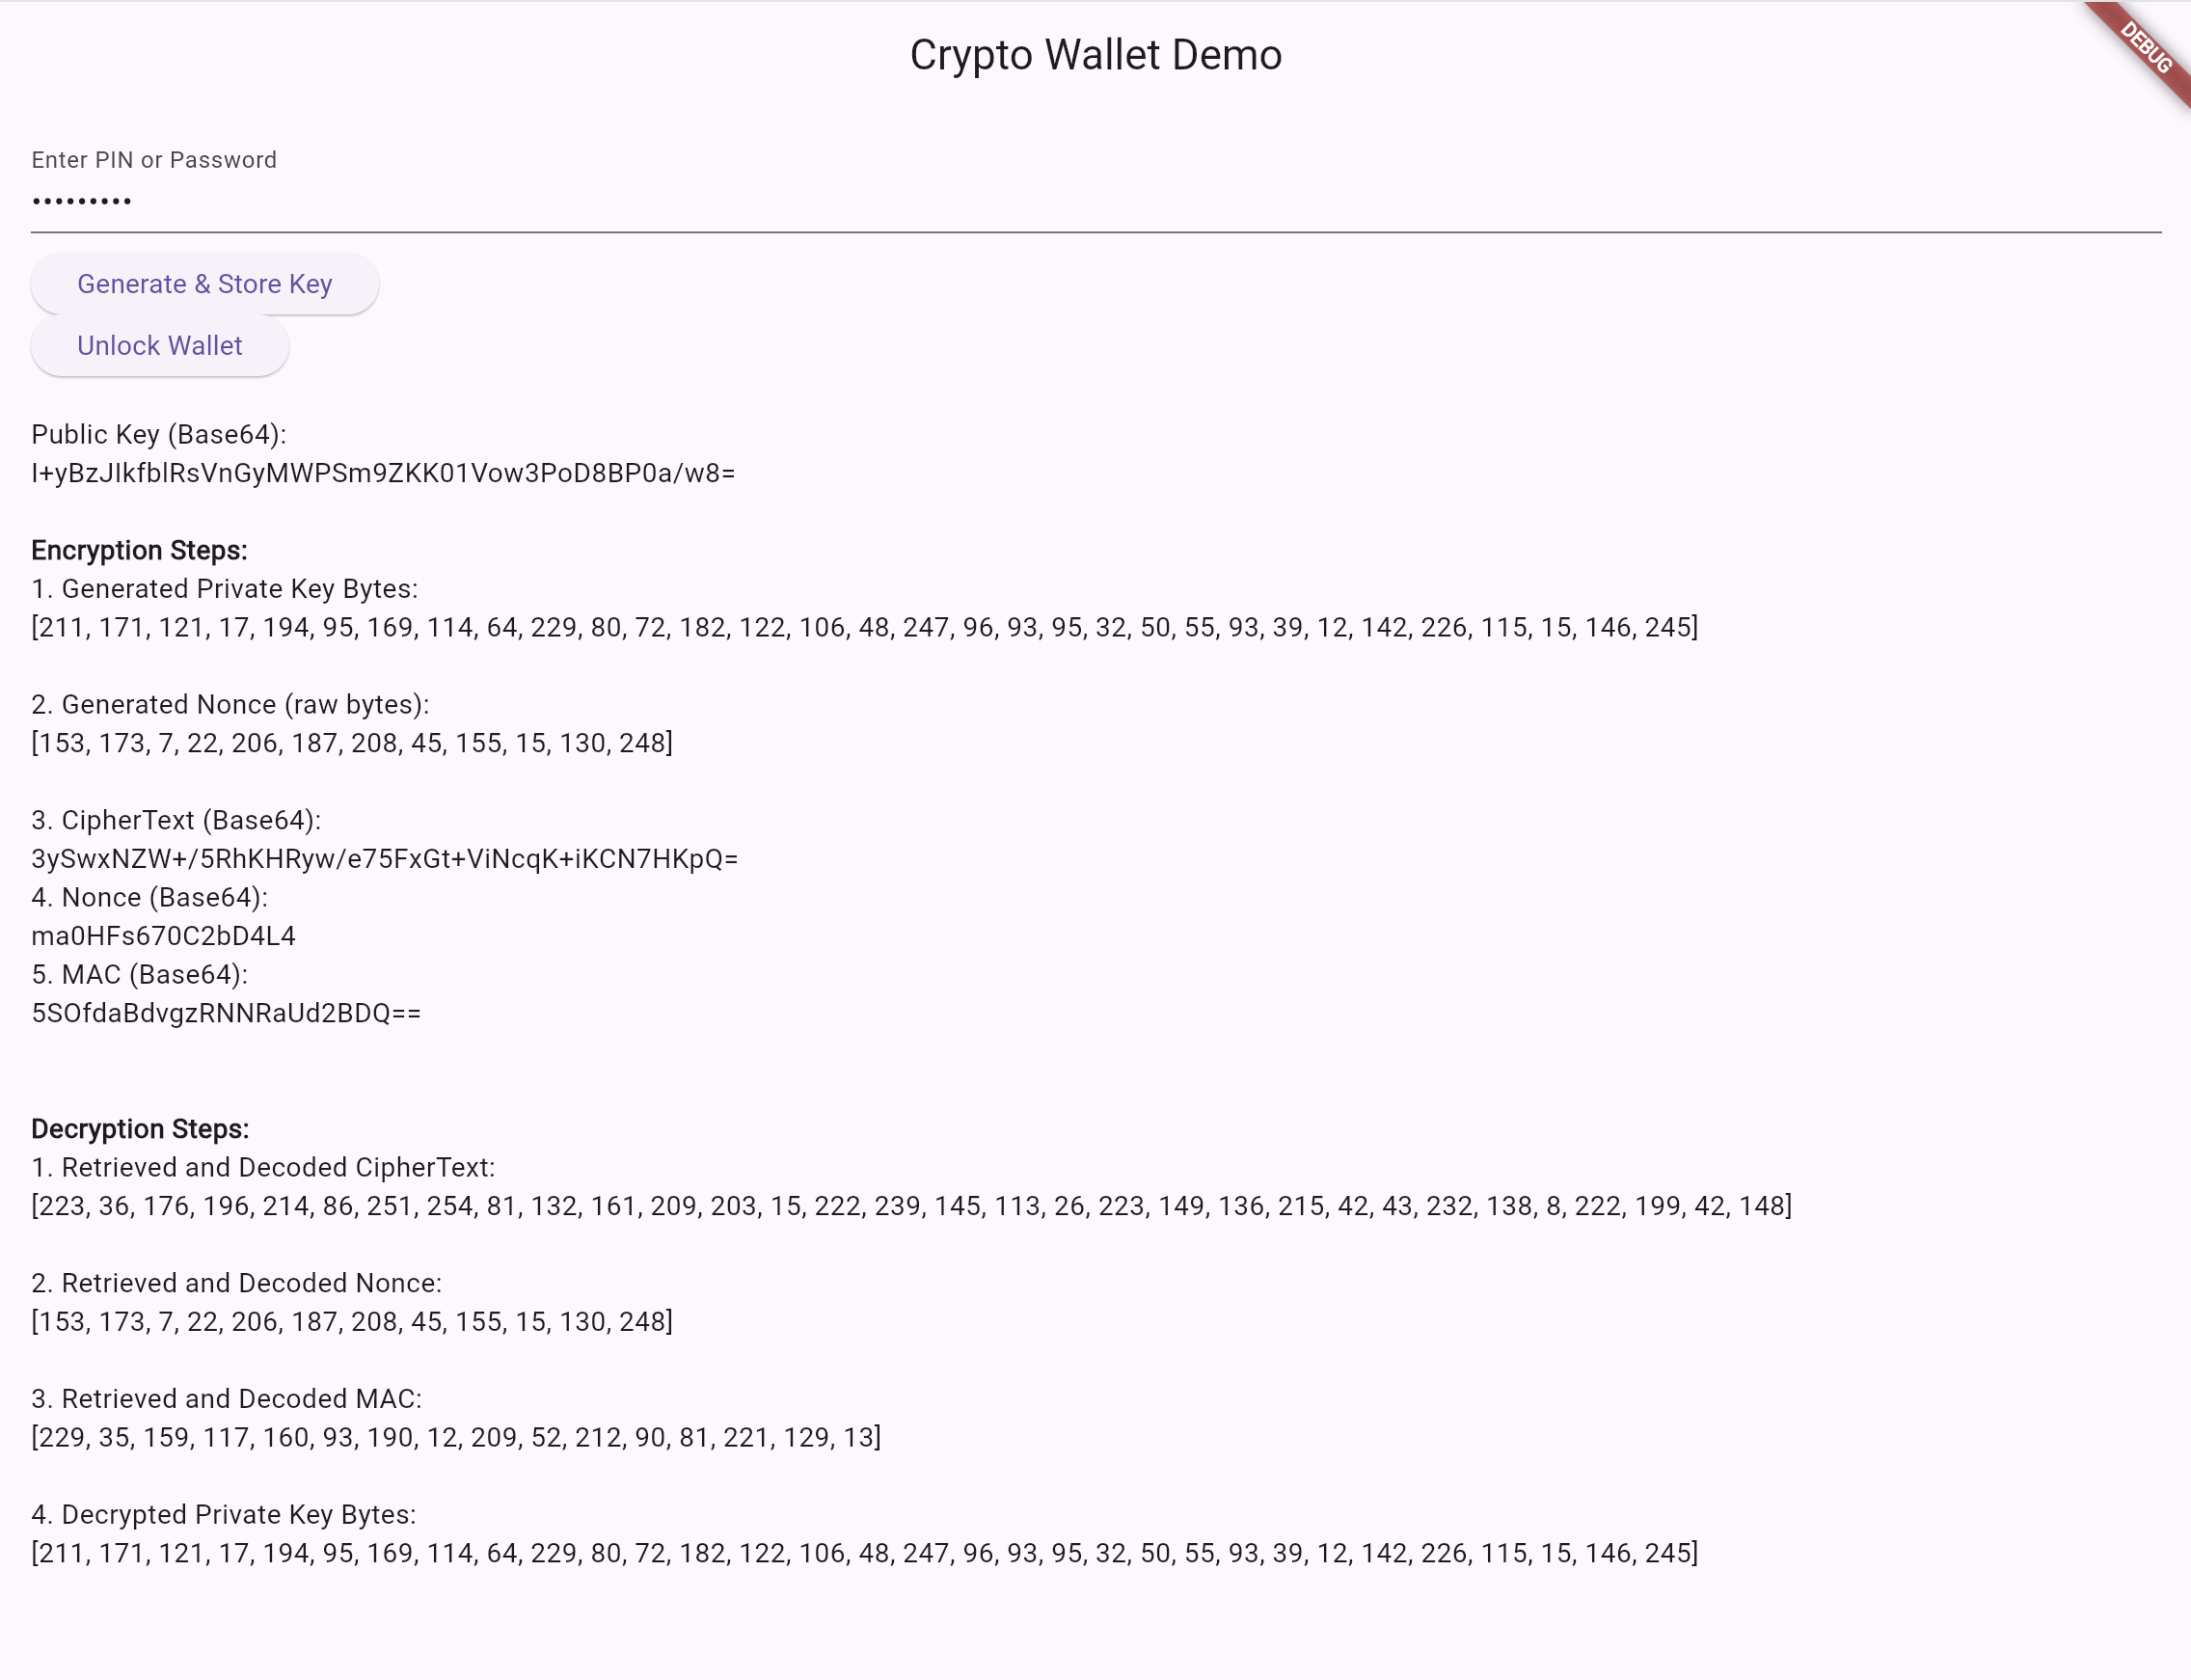 Crypto Wallet Demo
DEBUG
Enter PIN or Password
•••••••••
Generate & Store Key
Unlock Wallet
Public Key (Base64):
I+yBzJIkfblRsVnGyMWPSm9ZKK01Vow3PoD8BP0a/w8=
Encryption Steps:
1. Generated Private Key Bytes:
[211, 171, 121, 17, 194, 95, 169, 114, 64, 229, 80, 72, 182, 122, 106, 48, 247, 96, 93, 95, 32, 50, 55, 93, 39, 12, 142, 226, 115, 15, 146, 245]
2. Generated Nonce (raw bytes):
[153, 173, 7, 22, 206, 187, 208, 45, 155, 15, 130, 248]
3. CipherText (Base64):
3ySwxNZW+/5RhKHRyw/e75FxGt+ViNcqK+iKCN7HKpQ=
4. Nonce (Base64):
ma0HFs670C2bD4L4
5. MAC (Base64):
5SOfdaBdvgzRNNRaUd2BDQ==
Decryption Steps:
1. Retrieved and Decoded CipherText:
[223, 36, 176, 196, 214, 86, 251, 254, 81, 132, 161, 209, 203, 15, 222, 239, 145, 113, 26, 223, 149, 136, 215, 42, 43, 232, 138, 8, 222, 199, 42, 148]
2. Retrieved and Decoded Nonce:
[153, 173, 7, 22, 206, 187, 208, 45, 155, 15, 130, 248]
3. Retrieved and Decoded MAC:
[229, 35, 159, 117, 160, 93, 190, 12, 209, 52, 212, 90, 81, 221, 129, 13]
4. Decrypted Private Key Bytes:
[211, 171, 121, 17, 194, 95, 169, 114, 64, 229, 80, 72, 182, 122, 106, 48, 247, 96, 93, 95, 32, 50, 55, 93, 39, 12, 142, 226, 115, 15, 146, 245]